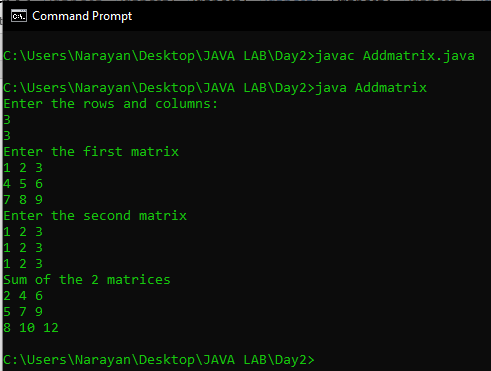 Command Prompt
C:\Users\Narayan\Desktop\JAVA LAB\Day2>javac Addmatrix.java
C:\Users\Narayan\Desktop\JAVA LAB\Day2>java Addmatrix
Enter the rows and columns:
3
3
Enter the first matrix
1 2 3
4 5 6
7 8 9
Enter the second matrix
1 2 3
1 2 3
1 2 3
Sum of the 2 matrices
2 4 6
5 7 9
8 10 12
C:\Users\Narayan\Desktop\JAVA LAB\Day2>